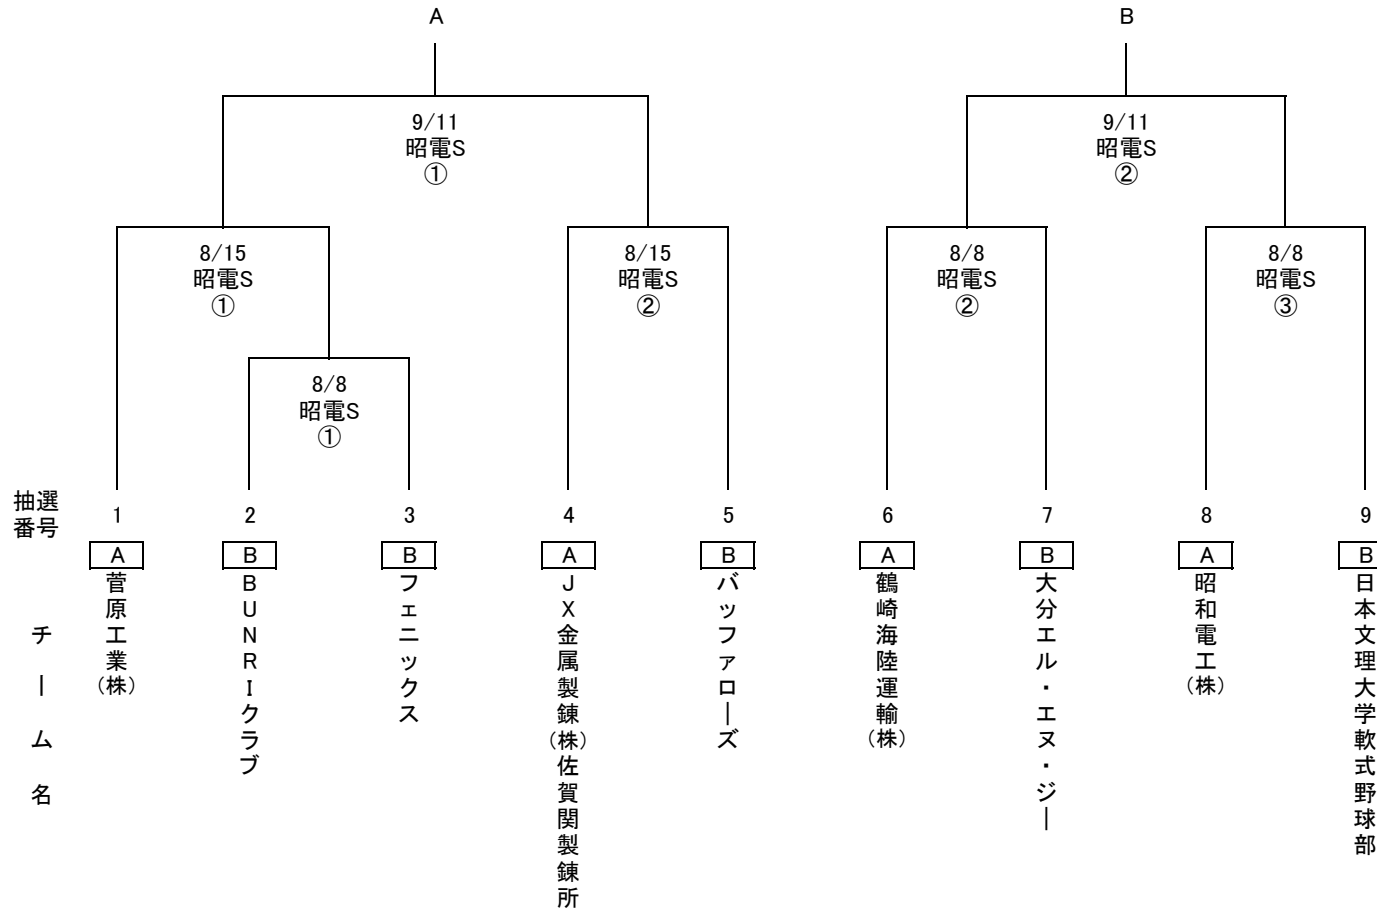 A
B
9/11
昭電S
①
9/11
昭電S
②
8/15
昭電S
①
8/15
昭電S
②
8/8
昭電S
②
8/8
昭電S
③
8/8
昭電S
①
抽選
番号
1
2
3
4
5
6
7
8
9
A
B
B
A
B
A
B
A
B
チーム名
菅原工業(株)
BUNRIクラブ
フェニックス
JX金属製錬(株)佐賀関製錬所
バッファローズ
鶴崎海陸運輸(株)
大分エル・エヌ・ジー
昭和電工(株)
日本文理大学軟式野球部